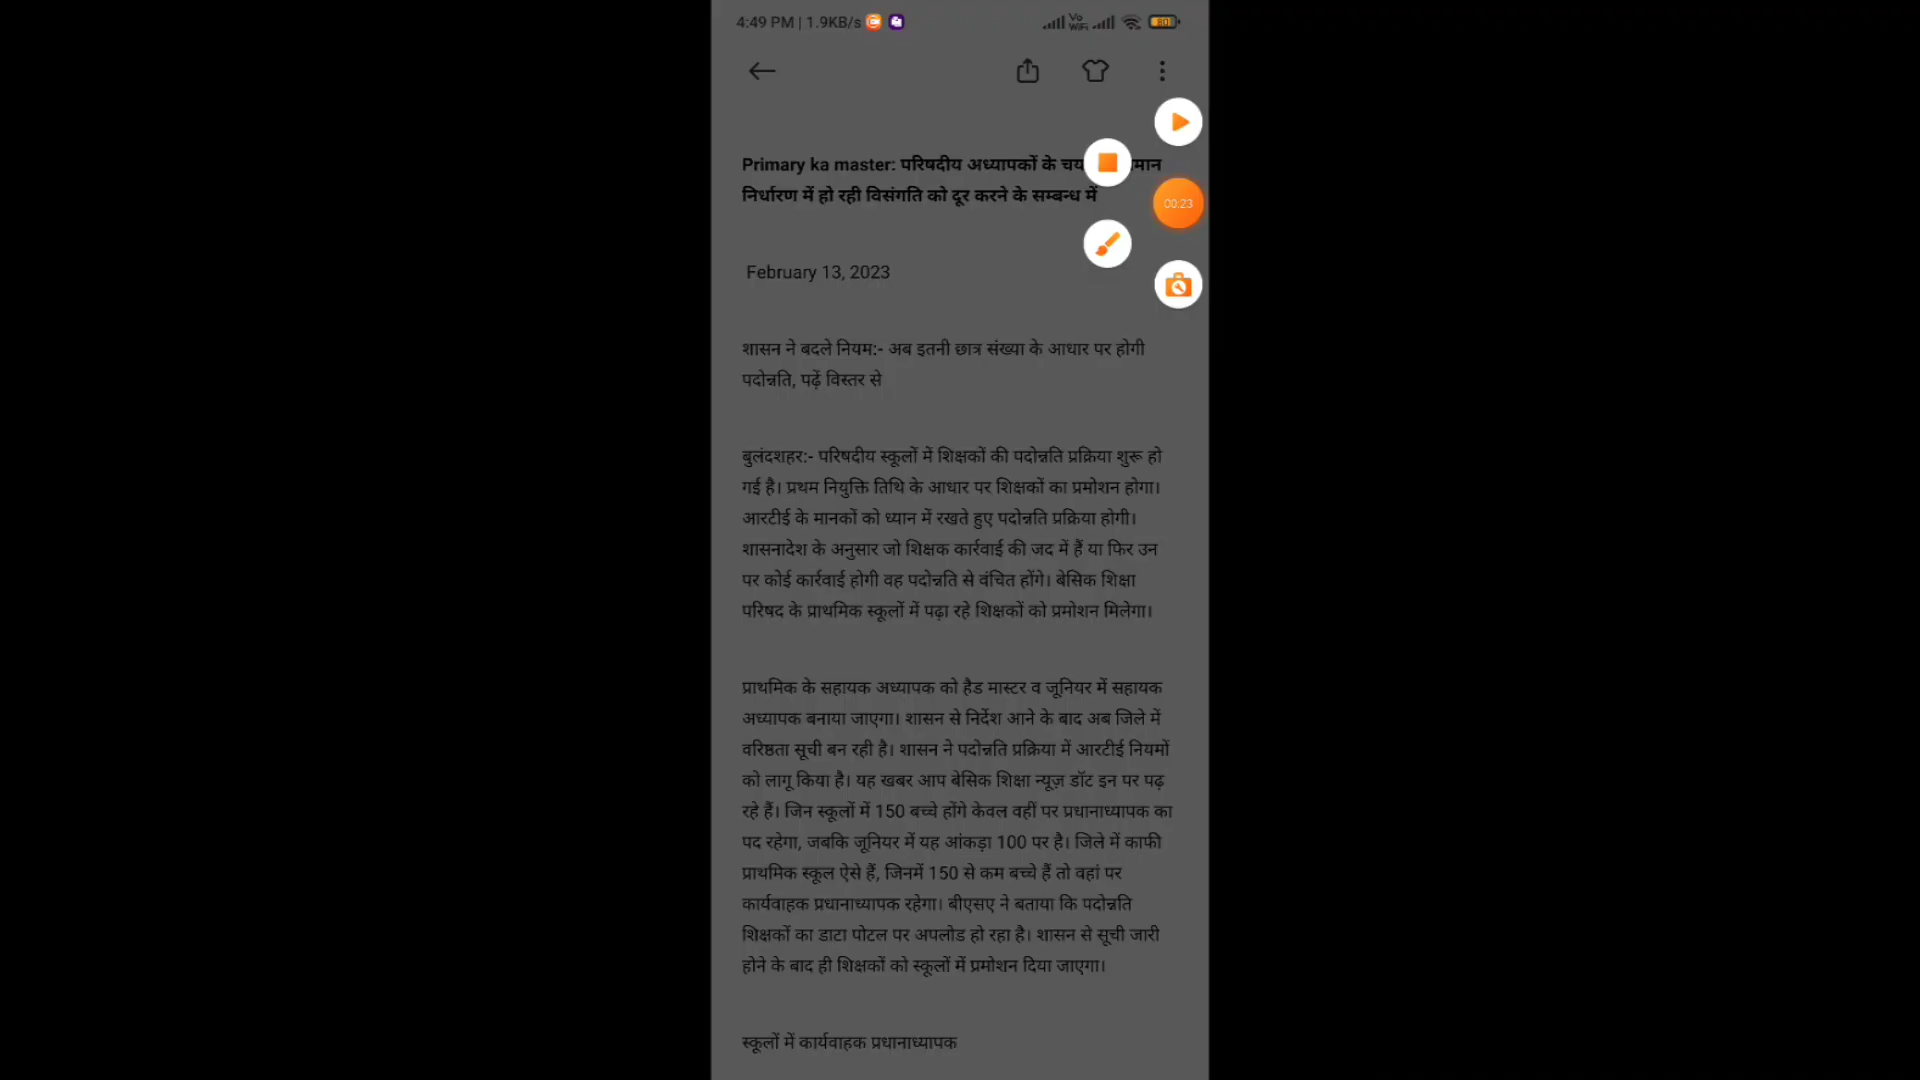 4:49 PM | 1.9KB/s
Vo
WiFi
80
Primary ka master: परिषदीय अध्यापकों के
निर्धारण में हो रही विसंगति को दूर करने के सम्बन्ध में
00:23
February 13, 2023
शासन ने बदले नियम:- अब इतनी छात्र संख्या के आधार पर होगी
पदोन्नति, पढ़ें विस्तर से
बुलंदशहर:- परिषदीय स्कूलों में शिक्षकों की पदोन्नति प्रक्रिया शुरू हो
गई है। प्रथम नियुक्ति तिथि के आधार पर शिक्षकों का प्रमोशन होगा।
आरटीई के मानकों को ध्यान में रखते हुए पदोन्नति प्रक्रिया होगी।
शासनादेश के अनुसार जो शिक्षक कार्रवाई की जद में हैं या फिर उन
पर कोई कार्रवाई होगी वह पदोन्नति से वंचित होंगे। बेसिक शिक्षा
परिषद के प्राथमिक स्कूलों में पढ़ा रहे शिक्षकों को प्रमोशन मिलेगा।
प्राथमिक के सहायक अध्यापक को हैड मास्टर व जूनियर में सहायक
अध्यापक बनाया जाएगा। शासन से निर्देश आने के बाद अब जिले में
वरिष्ठता सूची बन रही है। शासन ने पदोन्नति प्रक्रिया में आरटीई नियमों
को लागू किया है। यह खबर आप बेसिक शिक्षा न्यूज़ डॉट इन पर पढ़
रहे हैं। जिन स्कूलों में 150 बच्चे होंगे केवल वहीं पर प्रधानाध्यापक का
पद रहेगा, जबकि जूनियर में यह आंकड़ा 100 पर है। जिले में काफी
प्राथमिक स्कूल ऐसे हैं, जिनमें 150 से कम बच्चे हैं तो वहां पर
कार्यवाहक प्रधानाध्यापक रहेगा। बीएसए ने बताया कि पदोन्नति
शिक्षकों का डाटा पोटल पर अपलोड हो रहा है। शासन से सूची जारी
होने के बाद ही शिक्षकों को स्कूलों में प्रमोशन दिया जाएगा।
स्कूलों में कार्यवाहक प्रधानाध्यापक